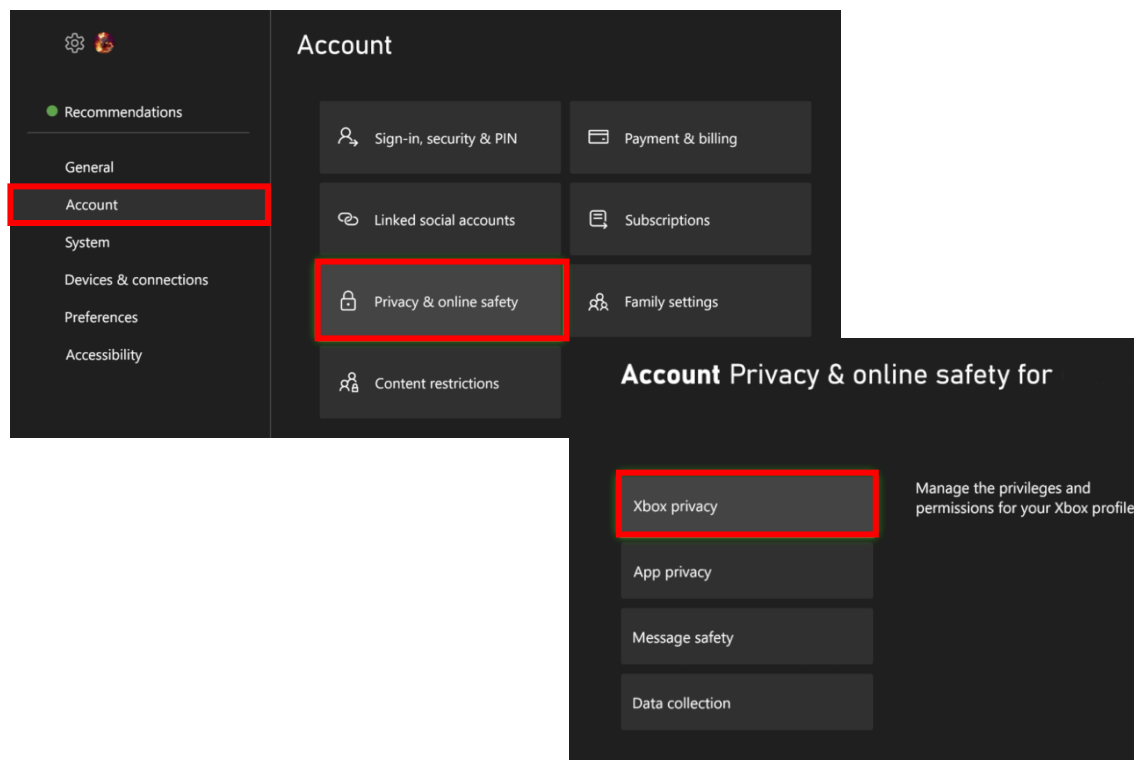 Account
Recommendations
General
Account
System
Devices & connections
Preferences
Accessibility
Sign-in, security & PIN
Payment & billing
Linked social accounts
Subscriptions
Privacy & online safety
Family settings
Content restrictions
Account Privacy & online safety for
Xbox privacy
App privacy
Message safety
Data collection
Manage the privileges and
permissions for your Xbox profile